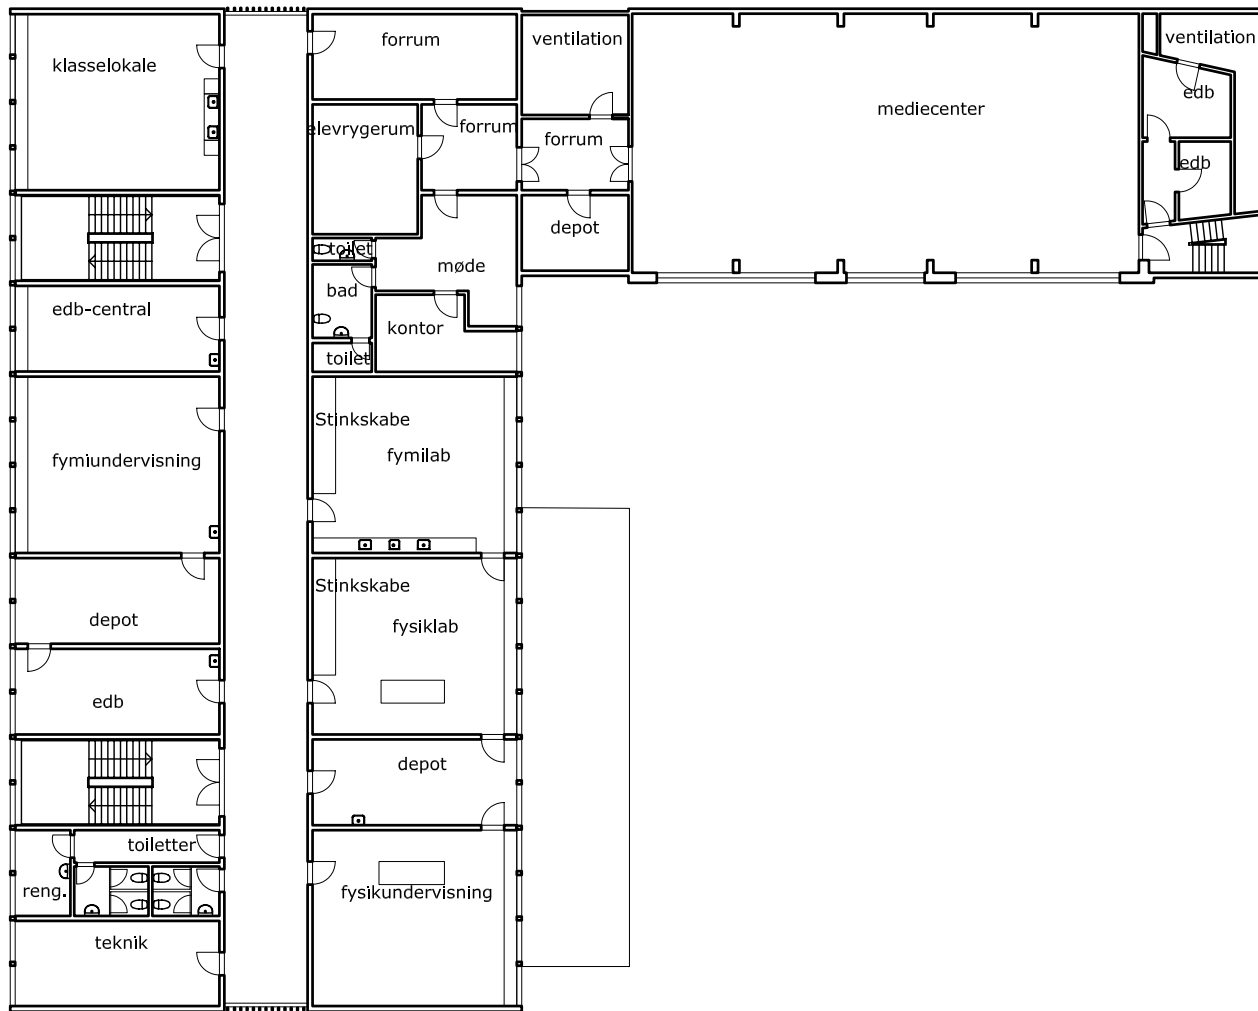 forrum
ventilation
ventilation
klasselokale
edb
mediecenter
elevrygerum
forrum
forrum
edb
depot
toilet
møde
bad
edb-central
kontor
toilet
Stinkskabe
fymiundervisning
fymilab
Stinkskabe
depot
fysiklab
edb
depot
toiletter
reng.
fysikundervisning
teknik